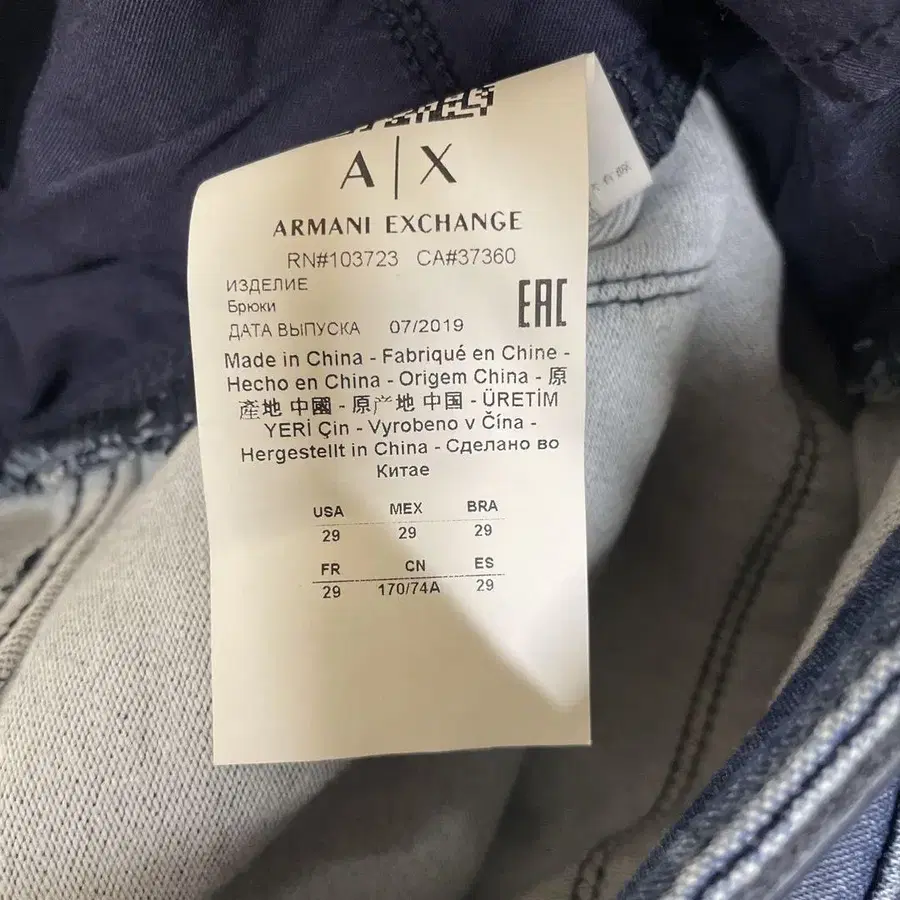 A|X
ARMANI EXCHANGE
RN#103723 CA#37360
ИЗДЕЛИЕ
Брюки
EAC
ДАТА ВЫПУСКА 07/2019
Made in China - Fabriqué en Chine -
Hecho en China - Origem China - 原
產地 中國 - 原产地 中国 - ÜRETİM
YERİ Çin - Vyrobeno v Čína -
Hergestellt in China - Сделано во
Китае
USA MEX BRA
29 29 29
FR CN ES
29 170/74A 29